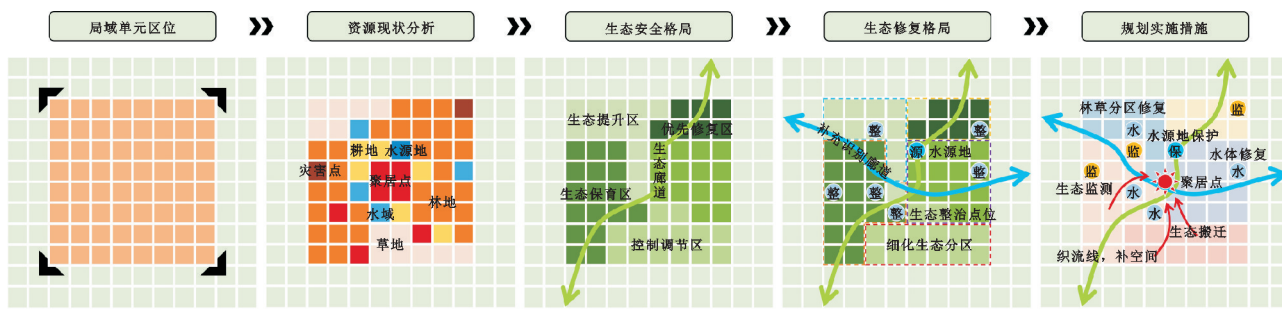 局域单元区位
资源现状分析
生态安全格局
生态修复格局
规划实施措施
耕地
水源地
灾害点
聚居点
林地
水域
草地
生态提升区
优先修复区
生态廊道
生态保育区
控制调节区
整
整
补充识别廊道
源
水源地
整
整
整
整
生态整治点位
细化生态分区
林草分区修复
监
水
水源地保护
监
保
水体修复
监
水
生态监测
聚居点
水
水
生态搬迁
织流线，补空间